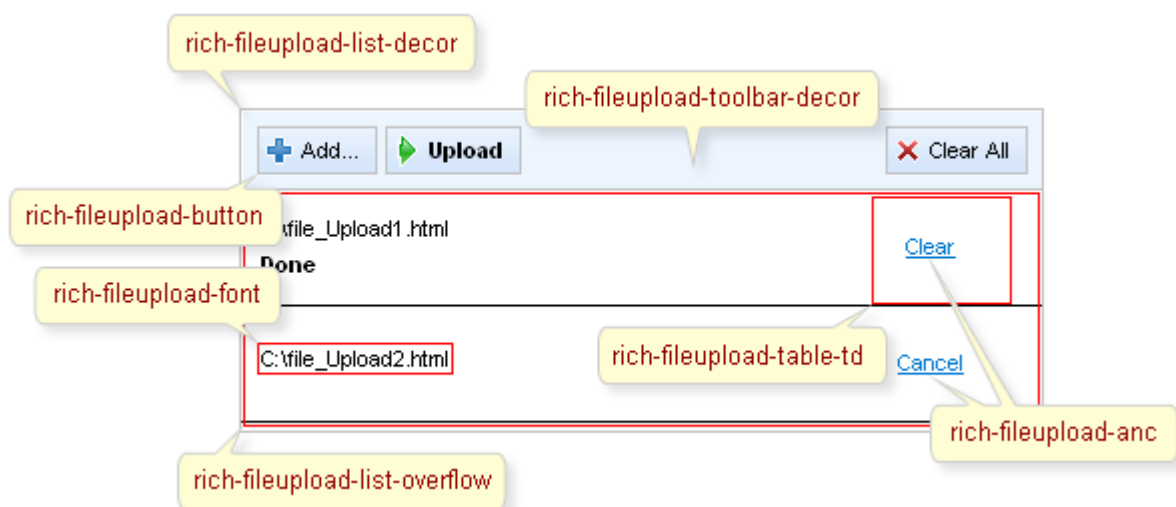 rich-fileupload-list-decor
rich-fileupload-toolbar-decor
Add...
Upload
Clear All
rich-fileupload-button
\file_Upload1.html
Clear
Done
rich-fileupload-font
rich-fileupload-table-td
C:\file_Upload2.html
Cancel
rich-fileupload-anc
rich-fileupload-list-overflow